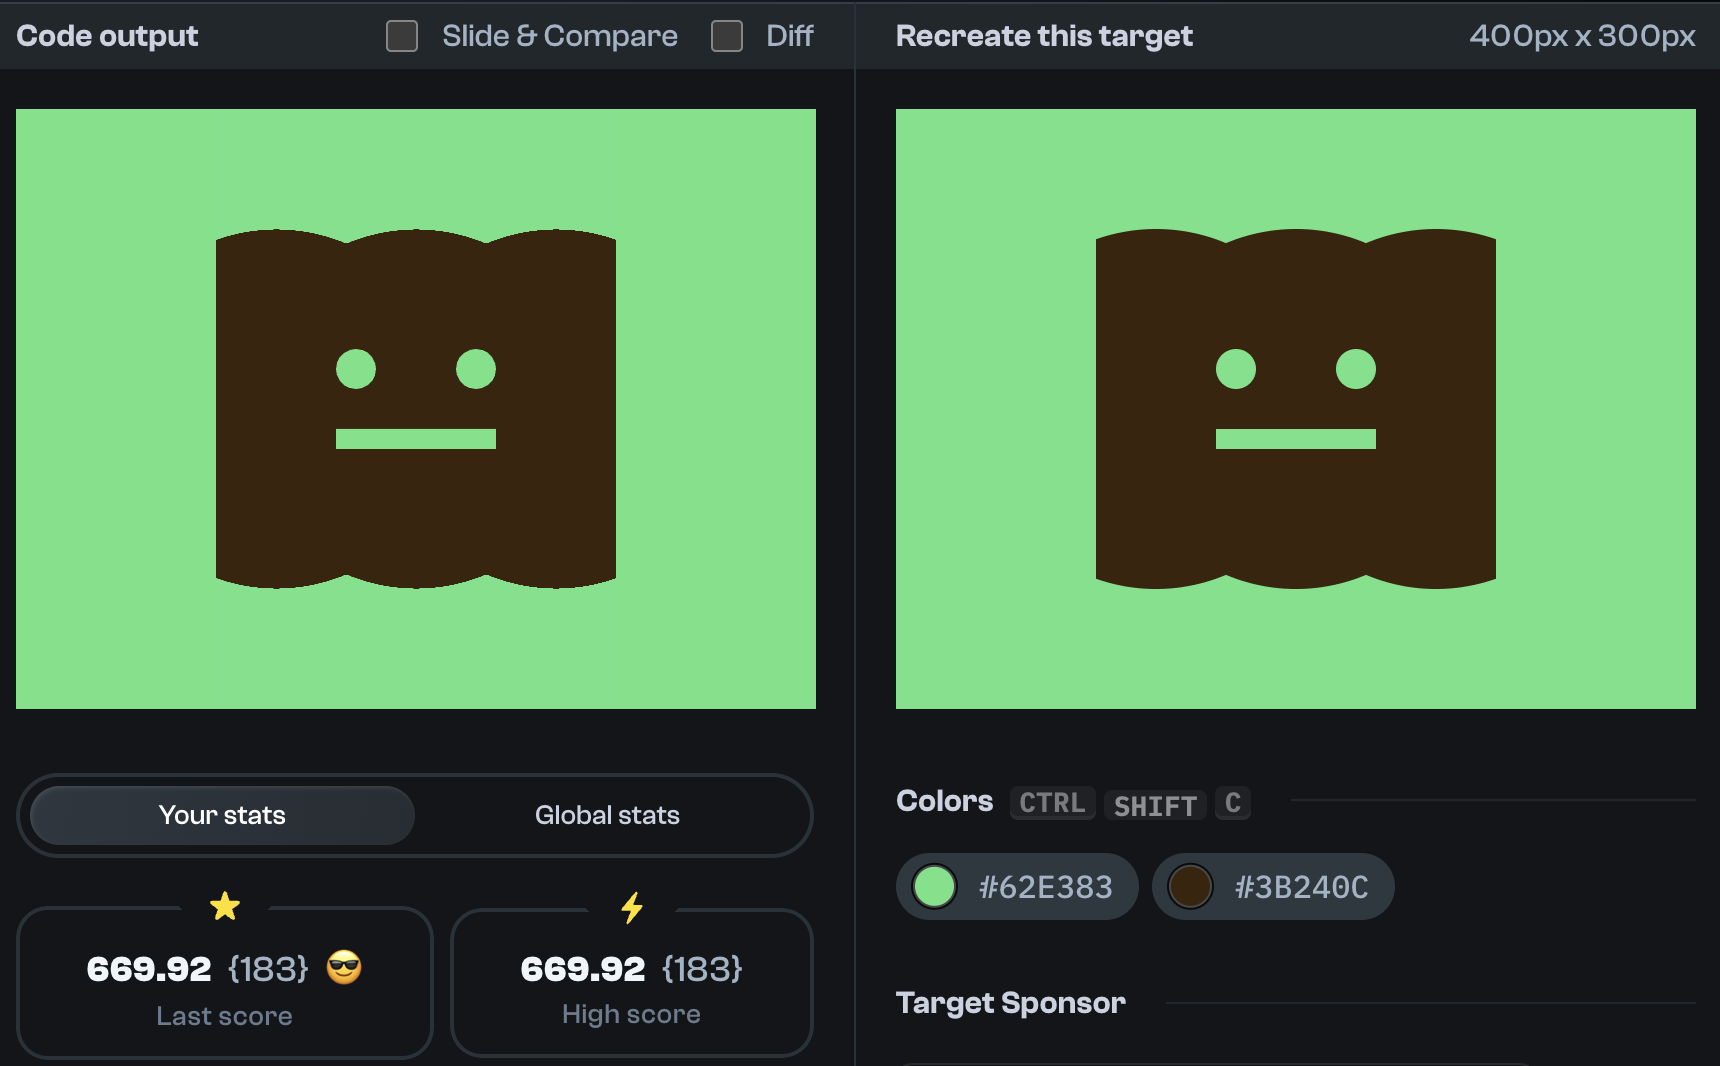 Code output
Slide & Compare
Diff
Recreate this target
400px x 300px
Your stats
Global stats
669.92 {183}
Last score
669.92 {183}
High score
Colors CTRL SHIFT C
#62E383
#3B240C
Target Sponsor